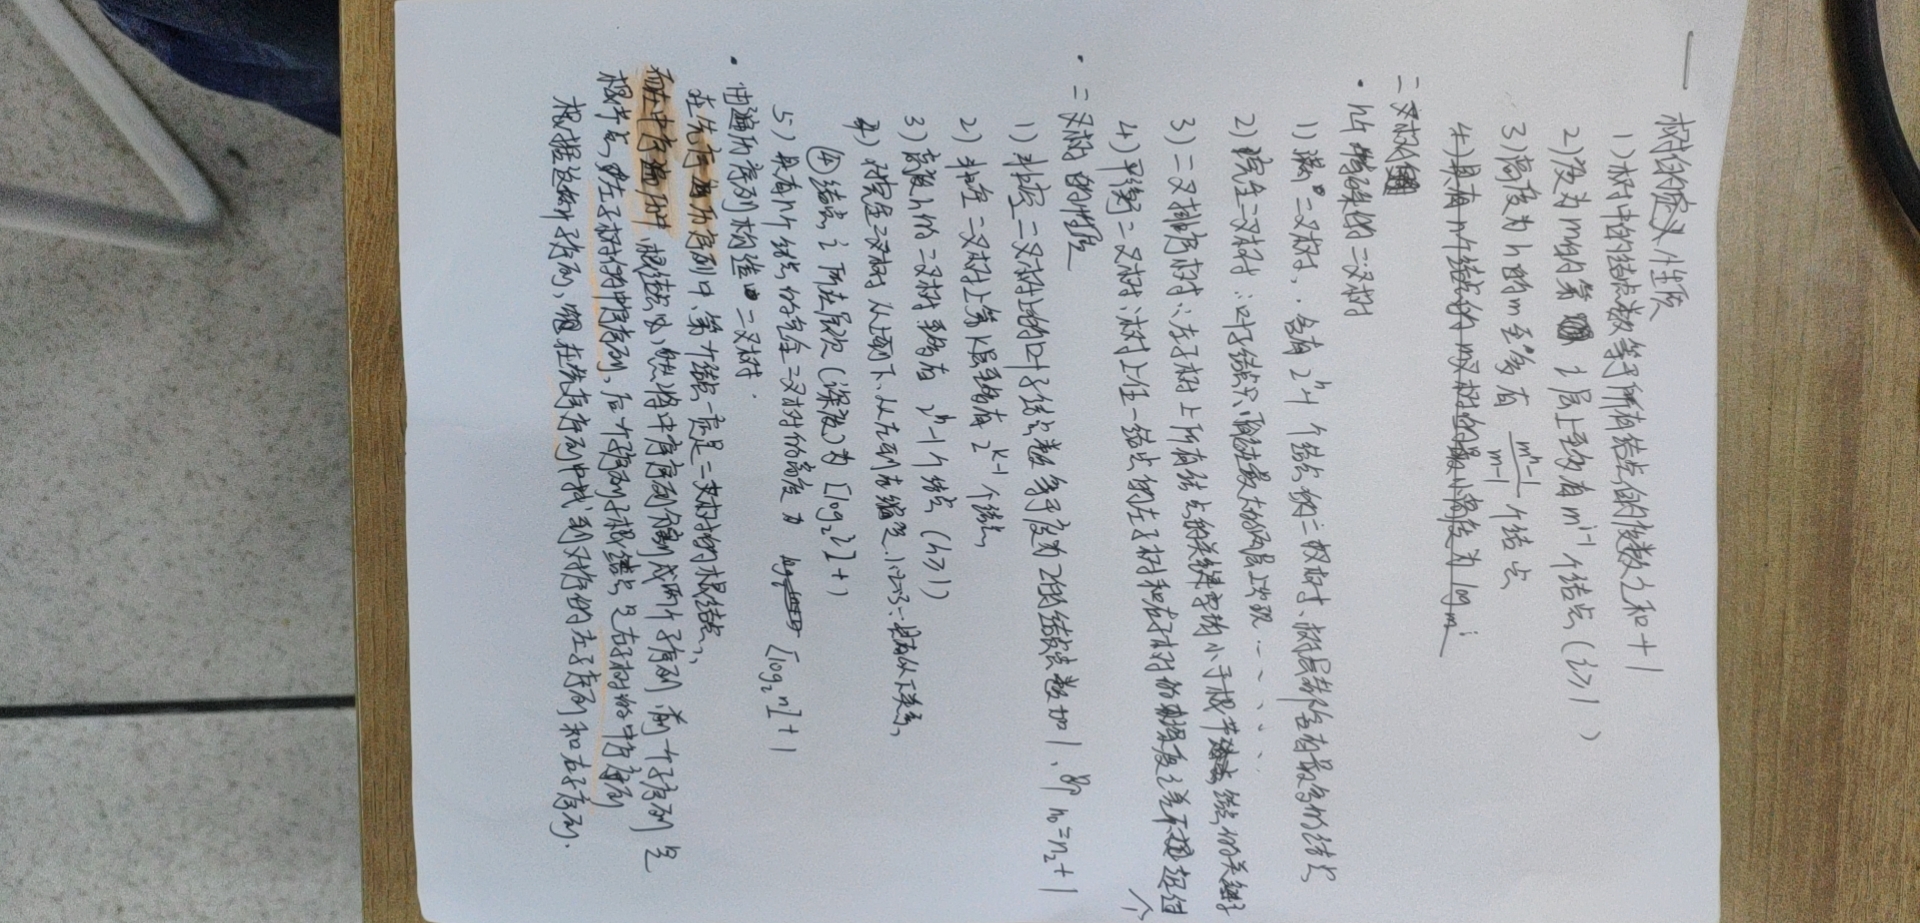 树的定义,性质
1)树中的结点数等于所有结点的度数之和+1
2)度为m的第 i层上至多有m^{i-1}个结点(i≥1)
3)高度为h的m至多有 \frac{m^h-1}{m-1}个结点
4)具有n个结点的m叉树的最小高度为log_m^i
二叉树
·几个特殊的二叉树
1)满二叉树:含有2^h-1个结点的二叉树、树层都含有最多的结点
2)完全二叉树:叶子结点只能在最大的两层上出现......
3)二叉排序树:左子树上所有结点的关键字均小于根节结点的关键字
4)平衡二叉树:树上任一结点的左子树和右子树的深度之差不超过
个
·二叉树的性质
1)非空二叉树上的叶子结点数等于度为2的结点数加1、即n_0=n_2+1
2)非空二叉树上第K层至多有2^{K-1}个结点
3)高度h的二叉树至多有2^h-1个结点(h≥1)
4)对完全二叉树从上到下、从左到右编号1、2、3…具有以下关系、
④结点i所在层次(深度)为[log_2^i]+1
5)具有n个结点的完全二叉树的高度为 [log_2 n]+1
·由遍历序列构造二叉树.
在先序遍历序列中、第一个结点一定是二叉树的根结点、
而在中序遍历中,根结点必然将中序序列分割成两个子序列,前一个子序列是
根节点左子树的中序序列、后一个子序列子根结点是右子树的中序序列
根据这两个子序列、在先序序列中找到对序的左子序列和右子序列.